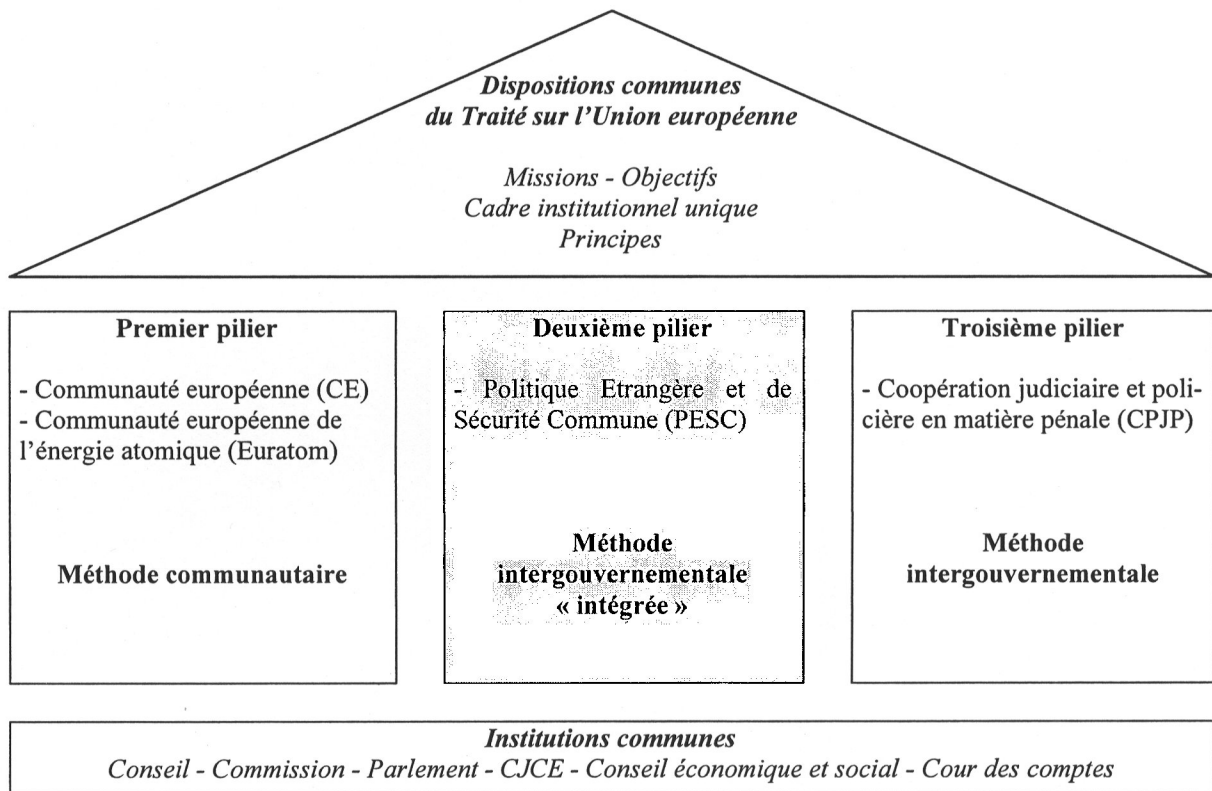 Dispositions communes
du Traité sur l'Union européenne
Missions - Objectifs
Cadre institutionnel unique
Principes
Premier pilier
- Communauté européenne (CE)
- Communauté européenne de
l'énergie atomique (Euratom)
Méthode communautaire
Deuxième pilier
- Politique Etrangère et de
Sécurité Commune (PESC)
Méthode
intergouvernementale
« intégrée »
Troisième pilier
- Coopération judiciaire et poli-
cière en matière pénale (CPJP)
Méthode
intergouvernementale
Institutions communes
Conseil - Commission - Parlement - CJCE - Conseil économique et social - Cour des comptes